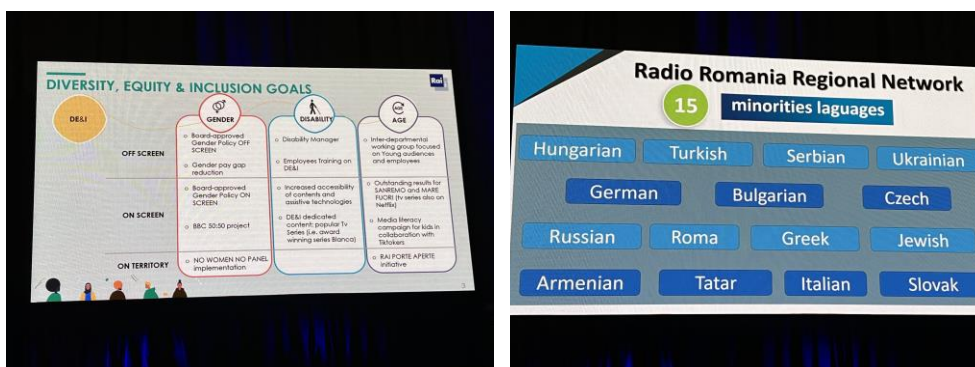 DIVERSITY, EQUITY & INCLUSION GOALS
Rai
DE&I
GENDER
DISABILITY
AGE
OFF SCREEN
Board-approved
Gender Policy OFF
SCREEN
Gender pay gap
reduction
Disability Manager
Employees Training on
DE&I
Inter-departmental
working group focused
on Young audiences
and employees
ON SCREEN
Board-approved
Gender Policy ON
SCREEN
BBC 50:50 project
Increased accessibility
of contents and
assistive technologies
DE&I dedicated
content: popular Tv
Series (i.e. award
winning series Blanca)
Outstanding results for
SANREMO and MARE
FUORI (tv series also on
Netflix)
Media literacy
campaign for kids in
collaboration with
Tiktokers
ON TERRITORY
NO WOMEN NO PANEL
implementation
RAI PORTE APERTE
initiative
3
Radio Romania Regional Network
15 minorities laguages
Hungarian Turkish Serbian Ukrainian
German Bulgarian Czech
Russian Roma Greek Jewish
Armenian Tatar Italian Slovak